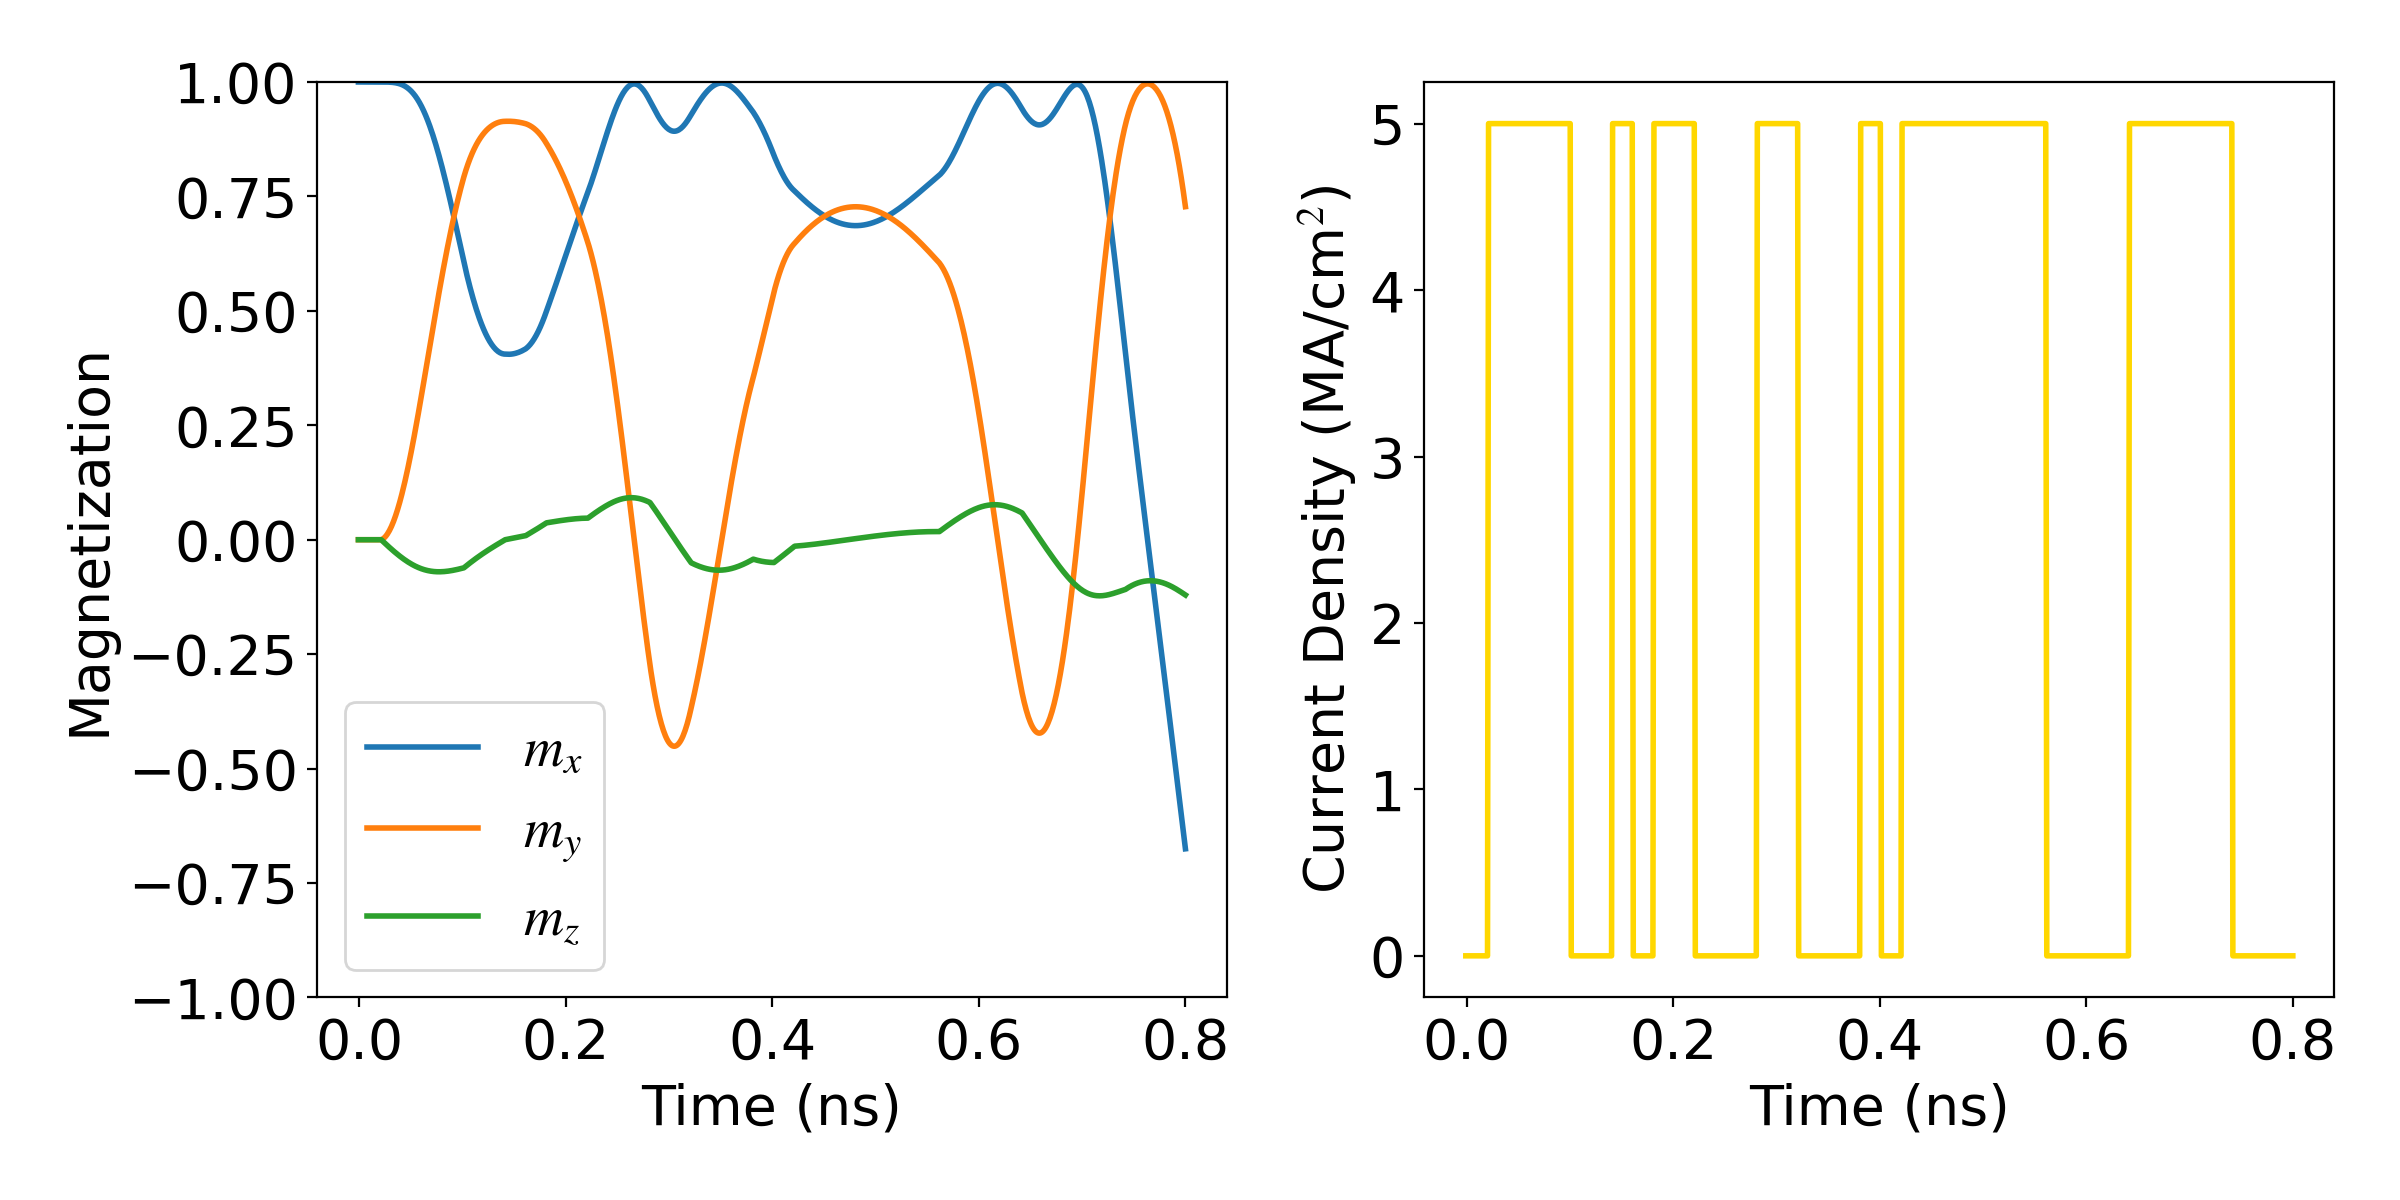 Magnetization
1.00
0.75
0.50
0.25
0.00
−0.25
−0.50
−0.75
−1.00
m_x
m_y
m_z
0.0 0.2 0.4 0.6 0.8
Time (ns)
Current Density (MA/cm²)
5
4
3
2
1
0
0.0 0.2 0.4 0.6 0.8
Time (ns)